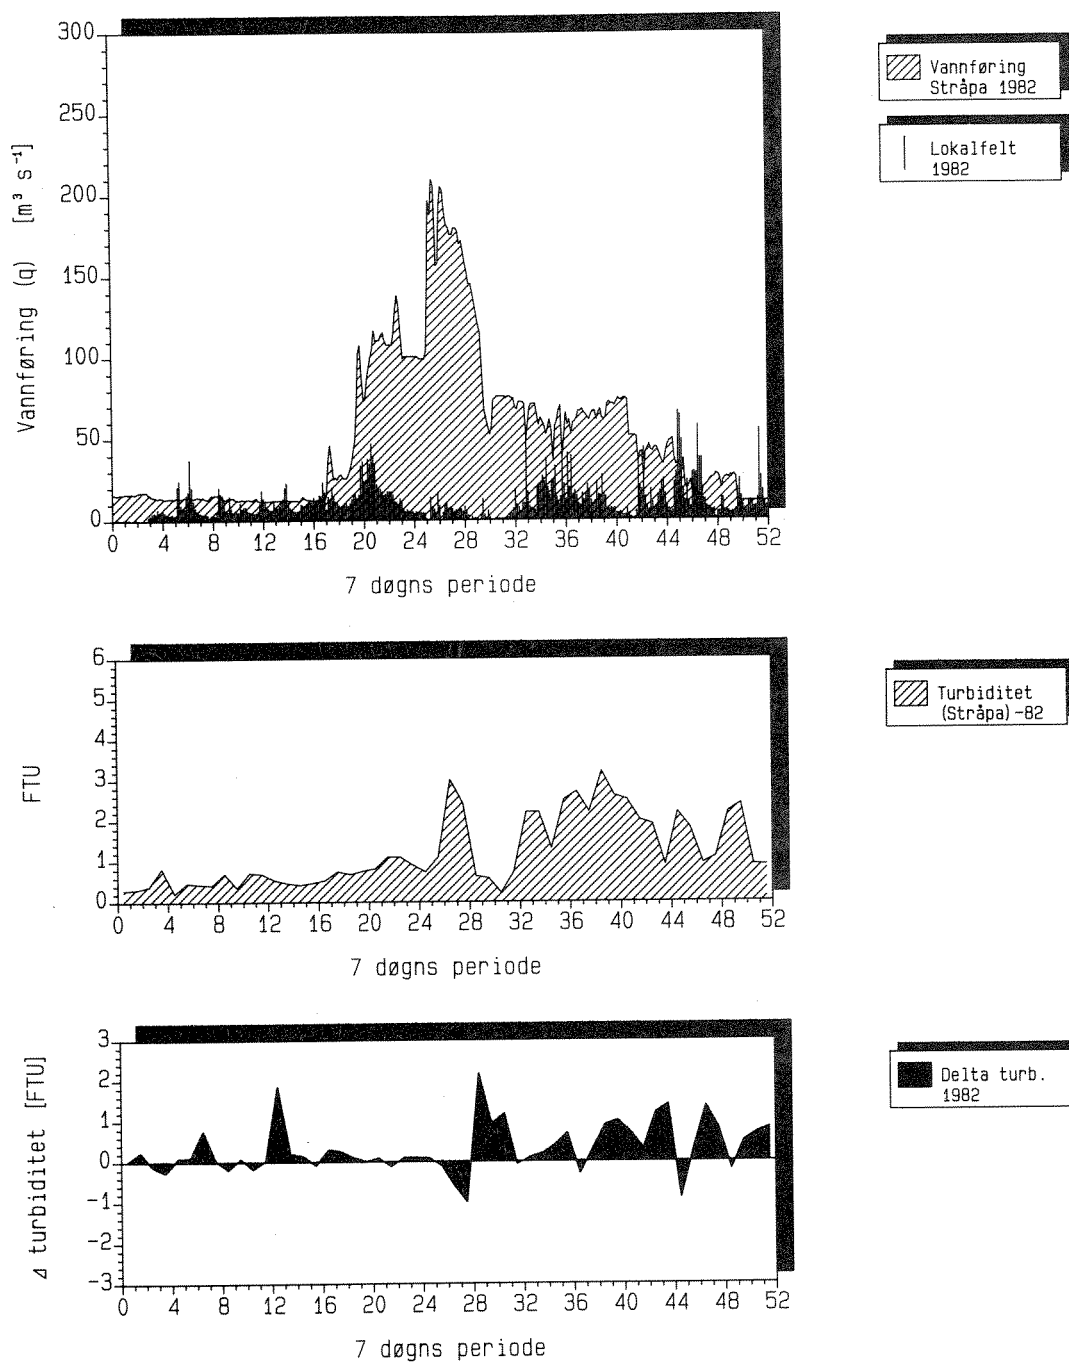 300
250
200
150
100
50
0
Vannføring (q) [m³ s⁻¹]
0 4 8 12 16 20 24 28 32 36 40 44 48 52
7 døgns periode
Vannføring
Stråpa 1982
Lokalfelt
1982
6
5
4
3
2
1
0
FTU
0 4 8 12 16 20 24 28 32 36 40 44 48 52
7 døgns periode
Turbiditet
(Stråpa)-82
3
2
1
0
-1
-2
-3
Δ turbiditet [FTU]
0 4 8 12 16 20 24 28 32 36 40 44 48 52
7 døgns periode
Delta turb.
1982